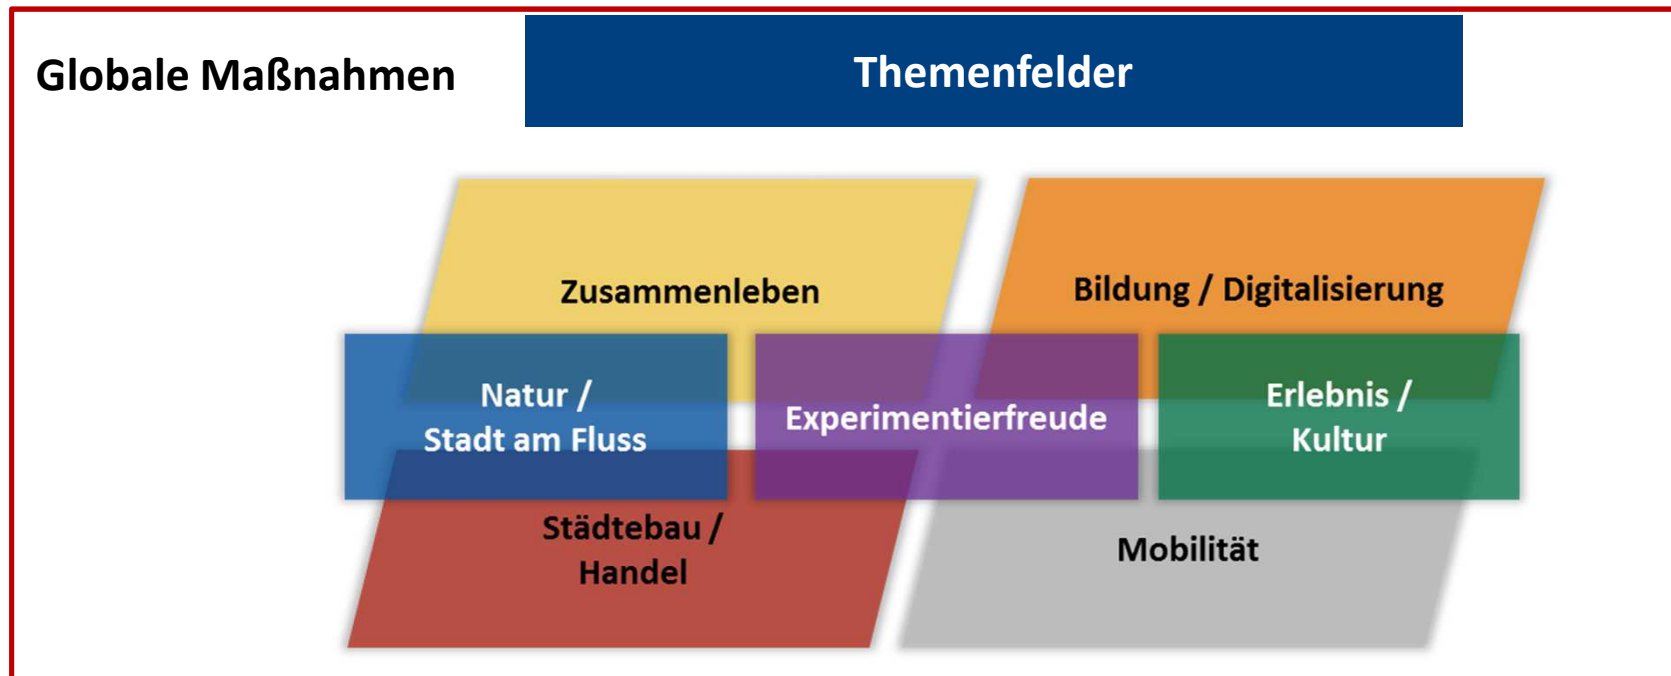 Globale Maßnahmen
Themenfelder
Zusammenleben
Bildung / Digitalisierung
Natur /
Stadt am Fluss
Experimentierfreude
Erlebnis /
Kultur
Städtebau /
Handel
Mobilität